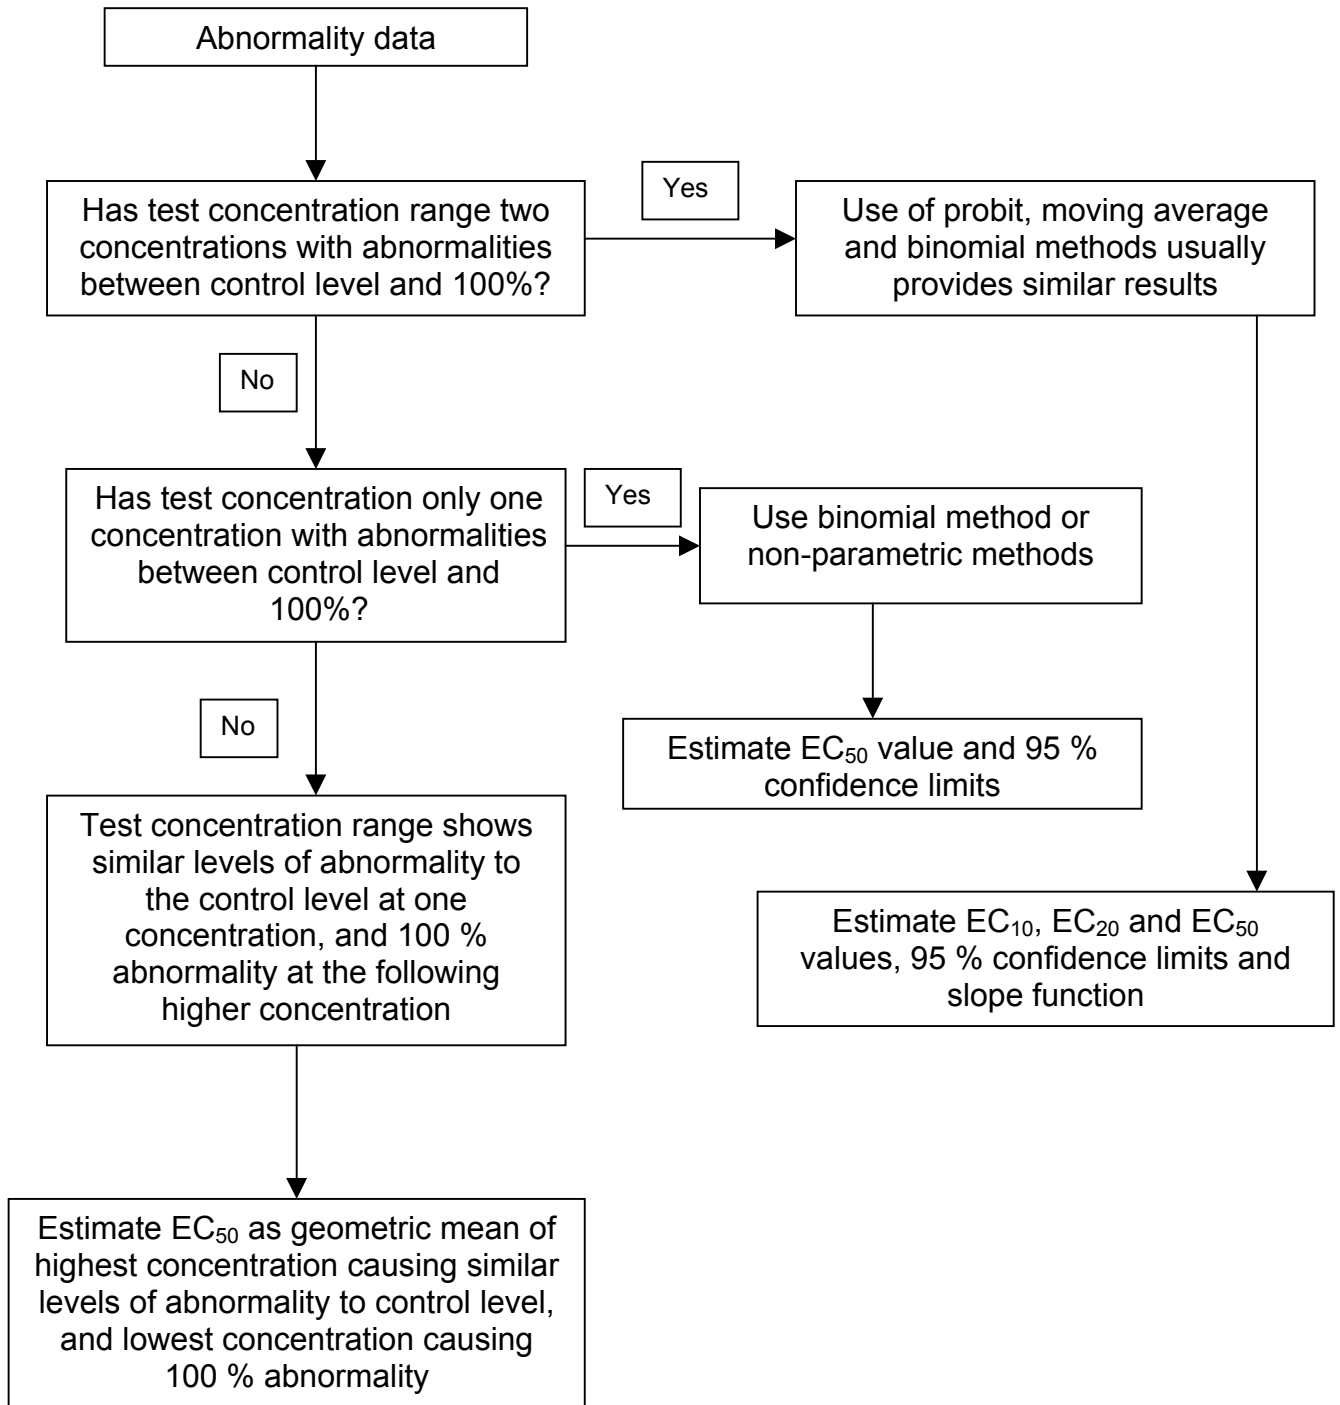 Abnormality data
Has test concentration range two
concentrations with abnormalities
between control level and 100%?
Yes
Use of probit, moving average
and binomial methods usually
provides similar results
No
Has test concentration only one
concentration with abnormalities
between control level and
100%?
Yes
Use binomial method or
non-parametric methods
No
Estimate EC₅₀ value and 95 %
confidence limits
Test concentration range shows
similar levels of abnormality to
the control level at one
concentration, and 100 %
abnormality at the following
higher concentration
Estimate EC₁₀, EC₂₀ and EC₅₀
values, 95 % confidence limits and
slope function
Estimate EC₅₀ as geometric mean of
highest concentration causing similar
levels of abnormality to control level,
and lowest concentration causing
100 % abnormality